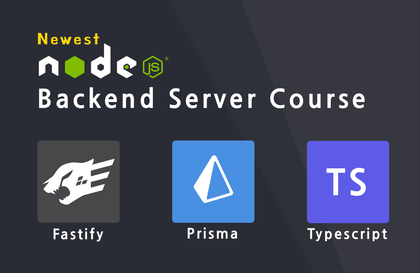 Newest
node
JS
Backend Server Course
TS
Fastify
Prisma
Typescript